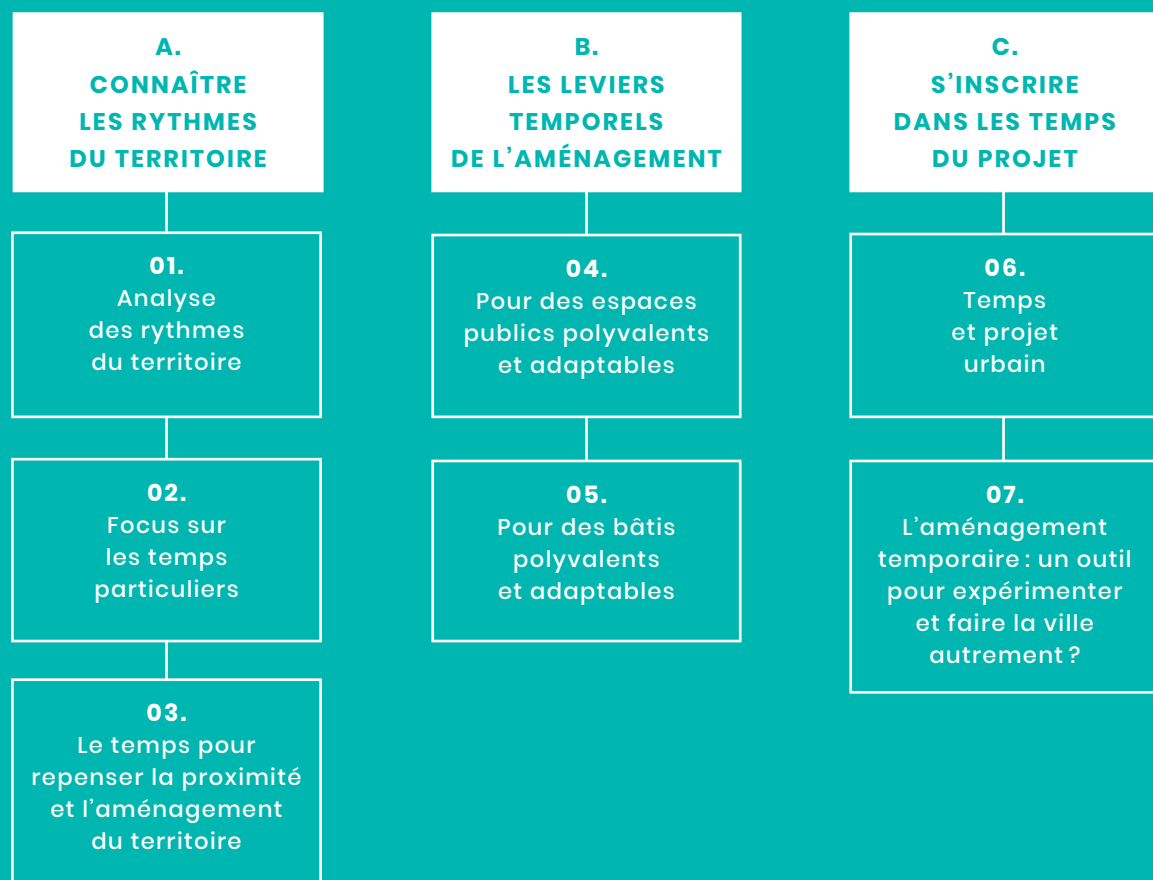 A.
CONNAÎTRE
LES RYTHMES
DU TERRITOIRE
01.
Analyse
des rythmes
du territoire
02.
Focus sur
les temps
particuliers
03.
Le temps pour
repenser la proximité
et l’aménagement
du territoire
B.
LES LEVIERS
TEMPORELS
DE L’AMÉNAGEMENT
04.
Pour des espaces
publics polyvalents
et adaptables
05.
Pour des bâtis
polyvalents
et adaptables
C.
S’INSCRIRE
DANS LES TEMPS
DU PROJET
06.
Temps
et projet
urbain
07.
L’aménagement
temporaire : un outil
pour expérimenter
et faire la ville
autrement ?